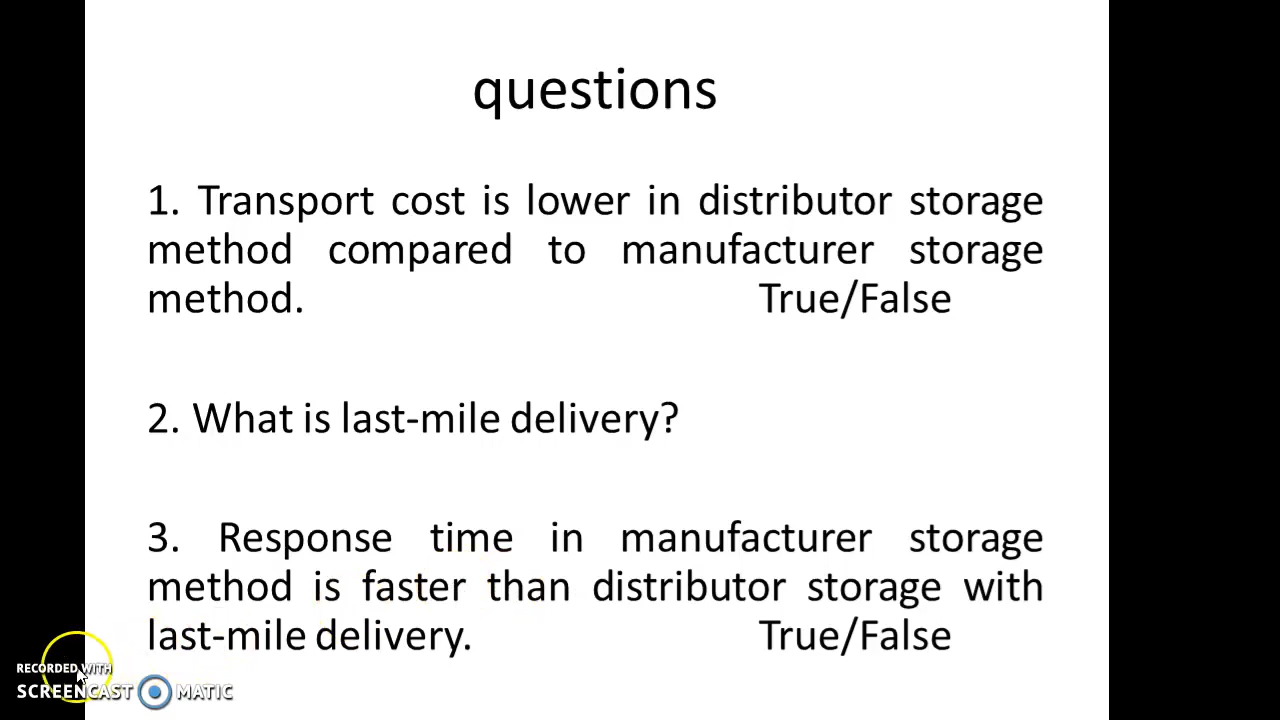 questions
1. Transport cost is lower in distributor storage
method compared to manufacturer storage
method. True/False
2. What is last-mile delivery?
3. Response time in manufacturer storage
method is faster than distributor storage with
last-mile delivery. True/False
RECORDED WITH
SCREENCAST MATIC